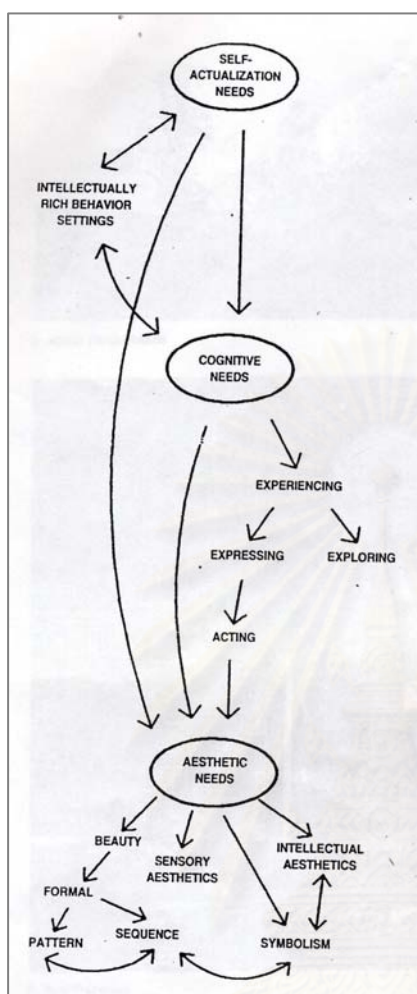 SELF-
ACTUALIZATION
NEEDS
INTELLECTUALLY
RICH BEHAVIOR
SETTINGS
COGNITIVE
NEEDS
EXPERIENCING
EXPRESSING
EXPLORING
ACTING
AESTHETIC
NEEDS
BEAUTY
SENSORY
AESTHETICS
INTELLECTUAL
AESTHETICS
FORMAL
PATTERN
SEQUENCE
SYMBOLISM